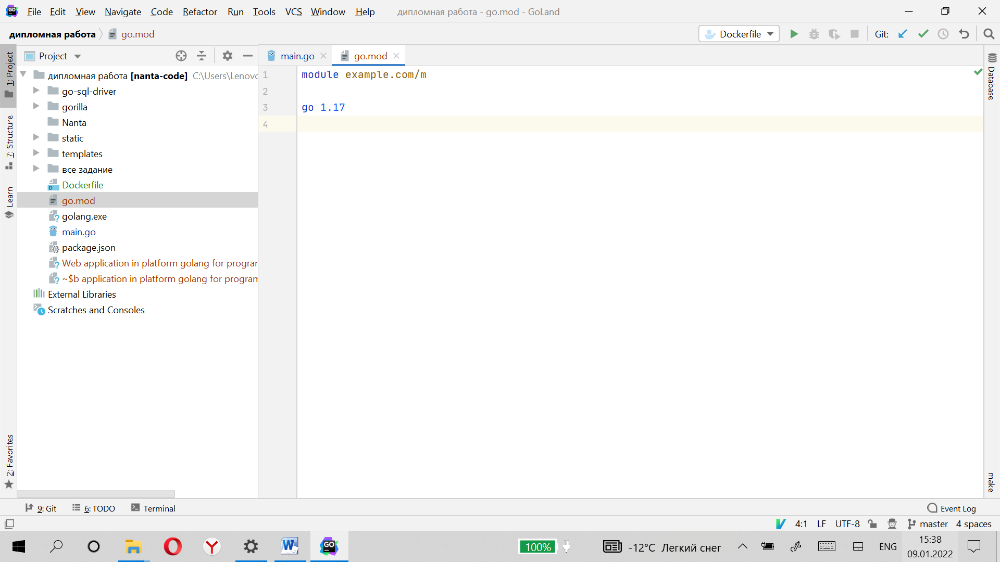 File Edit View Navigate Code Refactor Run Tools VCS Window Help дипломная работа - go.mod - GoLand
дипломная работа go.mod Dockerfile Git:
Project
main.go go.mod
дипломная работа [nanta-code] C:\Users\Lenovo
go-sql-driver
gorilla
Nanta
static
templates
все задание
Dockerfile
go.mod
golang.exe
main.go
package.json
Web application in platform golang for program
~$b application in platform golang for program
External Libraries
Scratches and Consoles
1 module example.com/m
2
3 go 1.17
4
1: Project
7: Structure
Learn
2: Favorites
Database
make
9: Git 6: TODO Terminal Event Log
4:1 LF UTF-8 master 4 spaces
100% -12°C Легкий снег ENG 15:38
09.01.2022